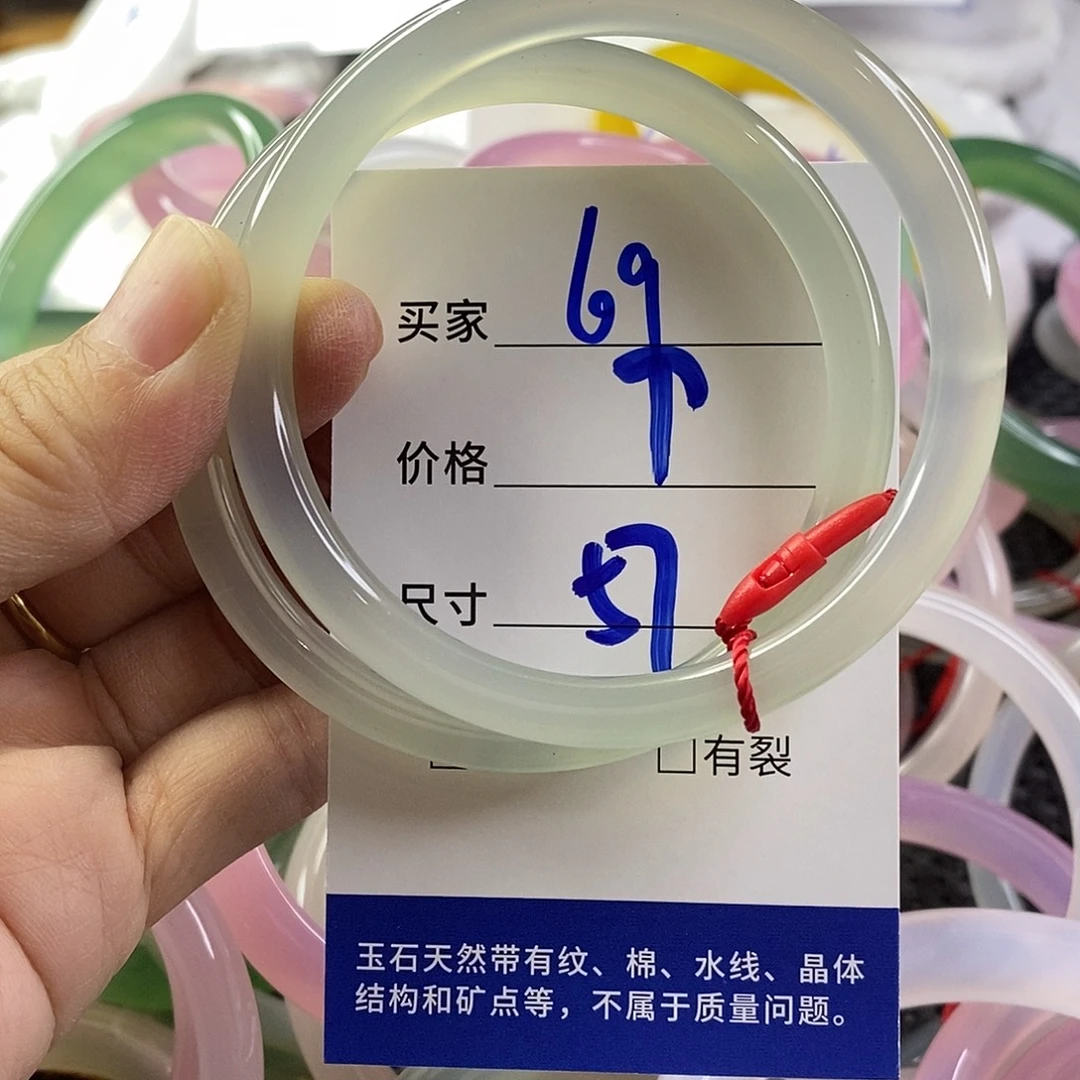 买家 69
价格 个
尺寸 57
有裂
玉石天然带有纹、棉、水线、晶体
结构和矿点等，不属于质量问题。